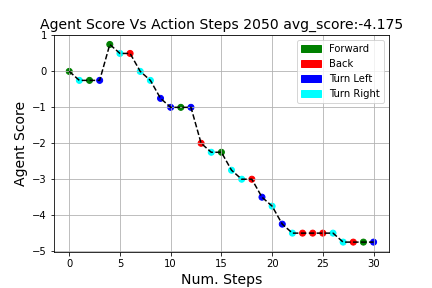 Agent Score Vs Action Steps 2050 avg_score:-4.175
Forward
Back
Turn Left
Turn Right
Agent Score
1
0
−1
−2
−3
−4
−5
0 5 10 15 20 25 30
Num. Steps